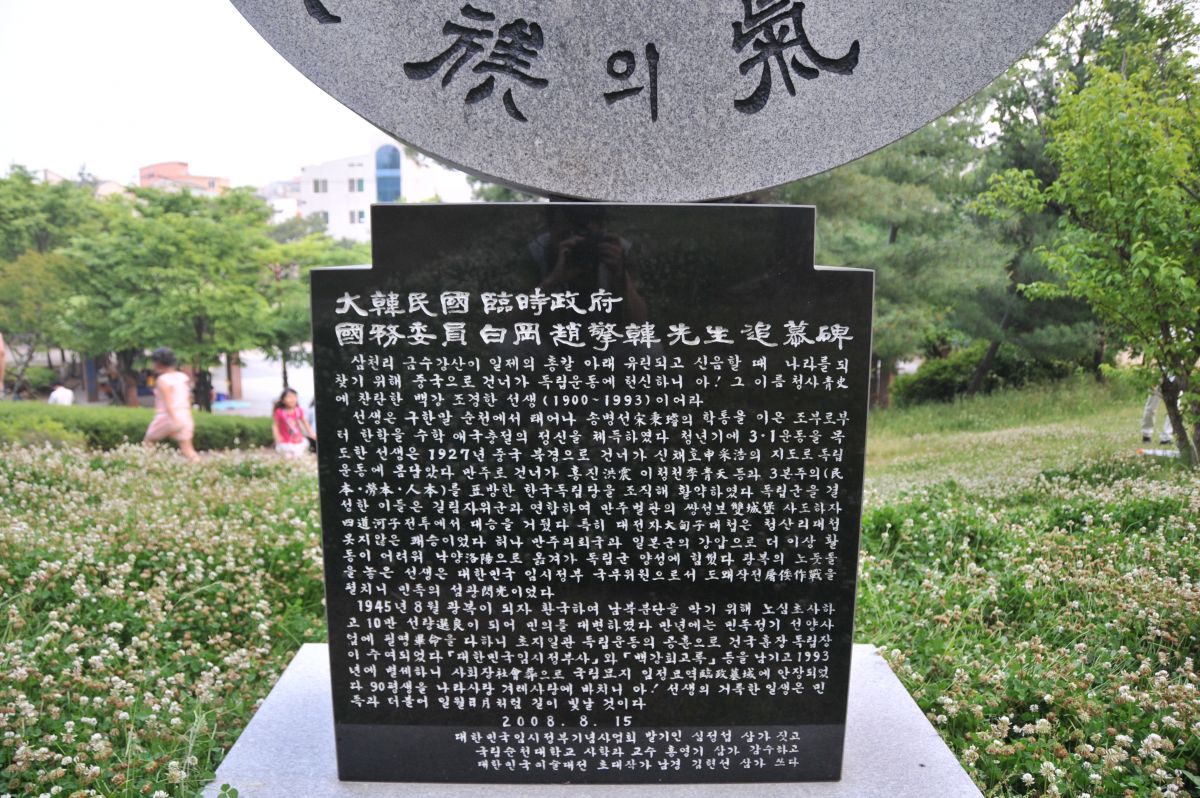 族의氣
大韓民國 臨時政府
國務委員 白岡 趙擎韓 先生 追慕碑
삼천리 금수강산이 일제의 총칼 아래 유린되고 신음할 때 나라를 되
찾기 위해 중국으로 건너가 독립운동에 헌신하니 아! 그 이름 청사靑史
에 찬란한 백강 조경한 선생(1900~1993)이어라
선생은 구한말 순천에서 태어나 송병선宋秉璿의 학통을 이은 조부로부
터 한학을 수학 애국충절의 정신을 체득하였다 청년기에 3·1운동을 목
도한 선생은 1927년 중국 북경으로 건너가 신채호申采浩의 지도로 독립
운동에 몸담았다 만주로 건너가 홍진洪震 이청천李靑天 등과 3본주의(民
本·勞本·人本)를 표방한 한국독립당을 조직해 활약하였다 독립군을 결
성한 이들은 길림자위군과 연합하여 만주벌판의 쌍성보雙城堡 사도하자
四道河子전투에서 대승을 거뒀다 특히 대전자大甸子대첩은 청산리대첩
못지않은 쾌승이었다 허나 만주괴뢰국과 일본군의 강압으로 더 이상 활
동이 어려워 낙양洛陽으로 옮겨가 독립군 양성에 힘썼다 광복의 노둣돌
을 놓은 선생은 대한민국 임시정부 국무위원으로서 도왜작전屠倭作戰을
펼치니 민족의 섬광閃光이었다
1945년 8월 광복이 되자 환국하여 남북분단을 막기 위해 노심초사하
고 10만 선량選良이 되어 민의를 대변하였다 만년에는 민족정기 선양사
업에 필명畢命을 다하니 초지일관 독립운동의 공훈으로 건국훈장 독립장
이 수여되었다 「대한민국임시정부사」와 「백강회고록」 등을 남기고 1993
년에 별세하니 사회장社會葬으로 국립묘지 임정묘역臨政墓域에 안장되었
다 90평생을 나라사랑 겨레사랑에 바치니 아! 선생의 거룩한 일생은 민
족과 더불어 일월日月처럼 길이 빛날 것이다
2008. 8. 15
대한민국임시정부기념사업회 발기인 심정섭 삼가 짓고
국립순천대학교 사학과 교수 홍영기 삼가 감수하고
대한민국미술대전 초대작가 남경 김현선 삼가 쓰다